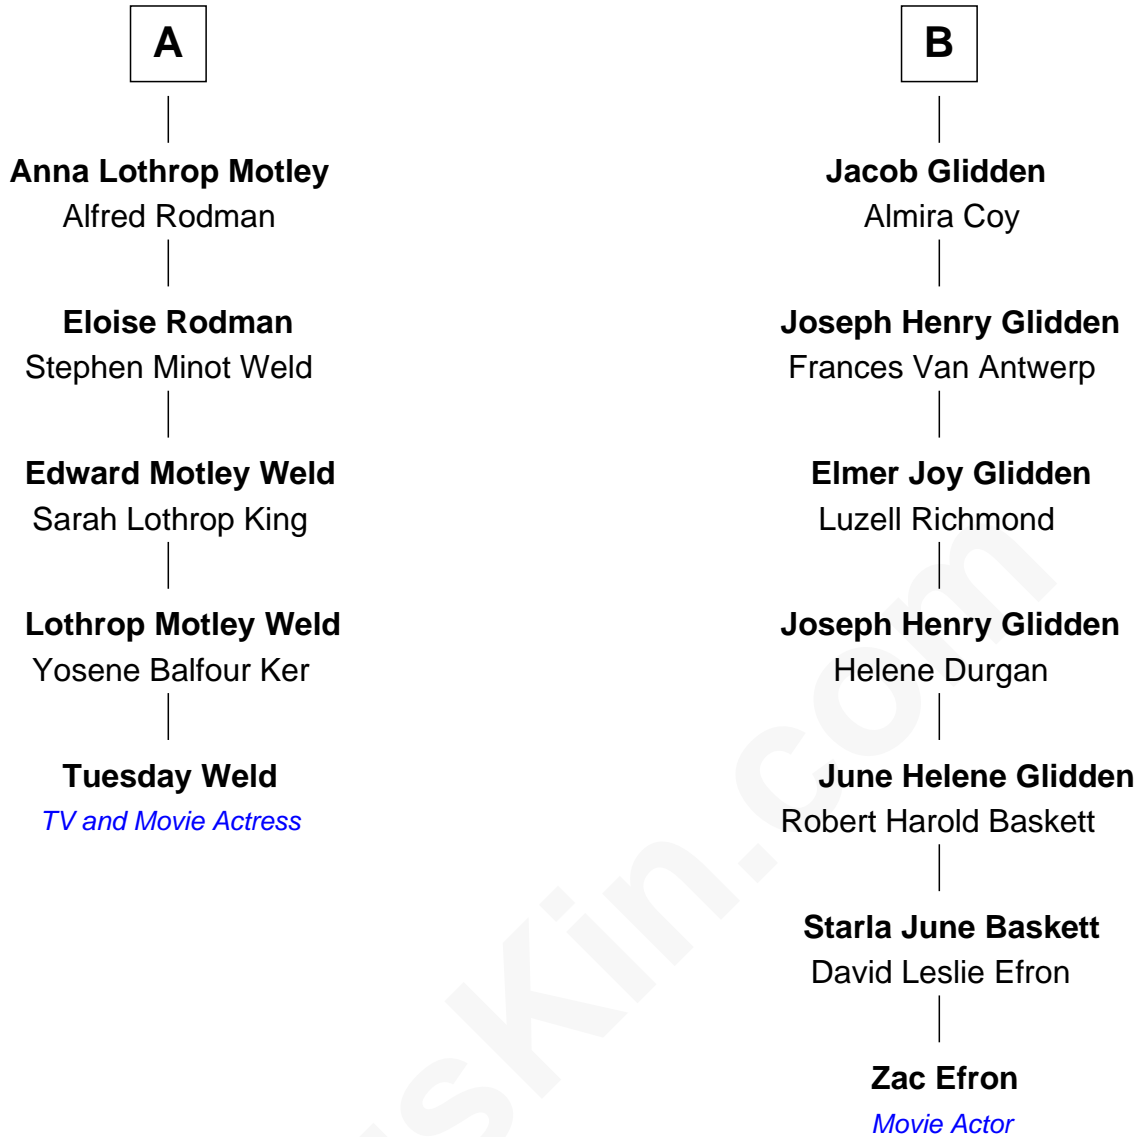 A
Anna Lothrop Motley
Alfred Rodman
Eloise Rodman
Stephen Minot Weld
Edward Motley Weld
Sarah Lothrop King
Lothrop Motley Weld
Yosene Balfour Ker
Tuesday Weld
TV and Movie Actress
B
Jacob Glidden
Almira Coy
Joseph Henry Glidden
Frances Van Antwerp
Elmer Joy Glidden
Luzell Richmond
Joseph Henry Glidden
Helene Durgan
June Helene Glidden
Robert Harold Baskett
Starla June Baskett
David Leslie Efron
Zac Efron
Movie Actor
sKin.com